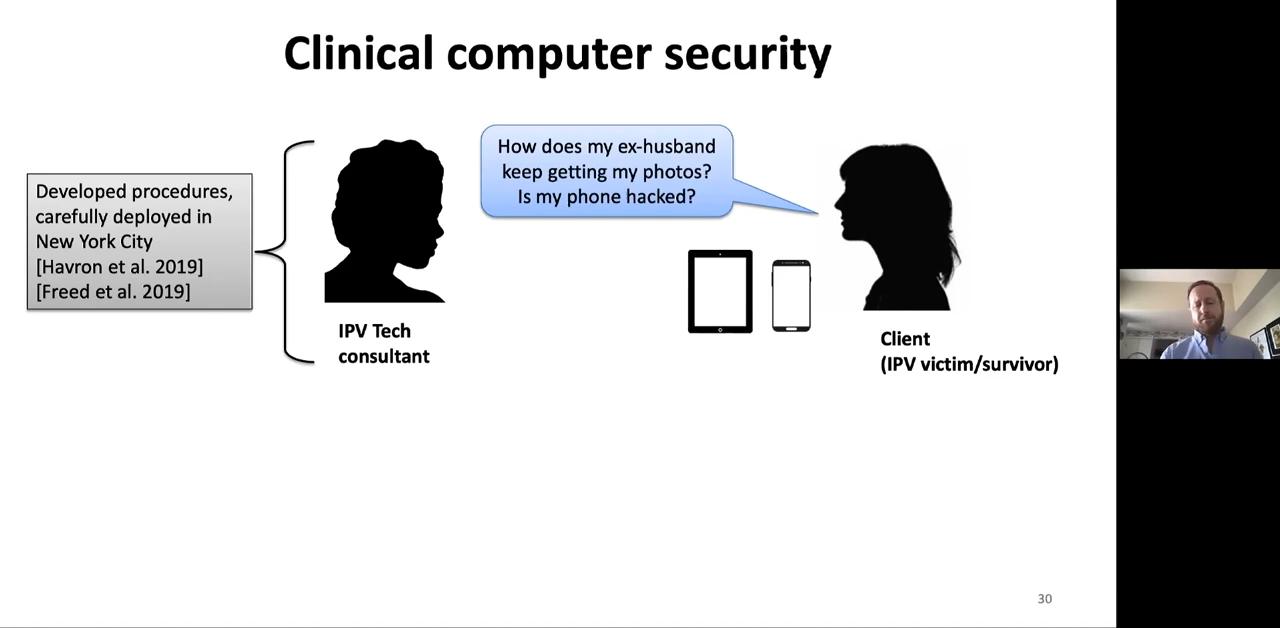 Clinical computer security
Developed procedures,
carefully deployed in
New York City
[Havron et al. 2019]
[Freed et al. 2019]
IPV Tech
consultant
How does my ex-husband
keep getting my photos?
Is my phone hacked?
Client
(IPV victim/survivor)
30